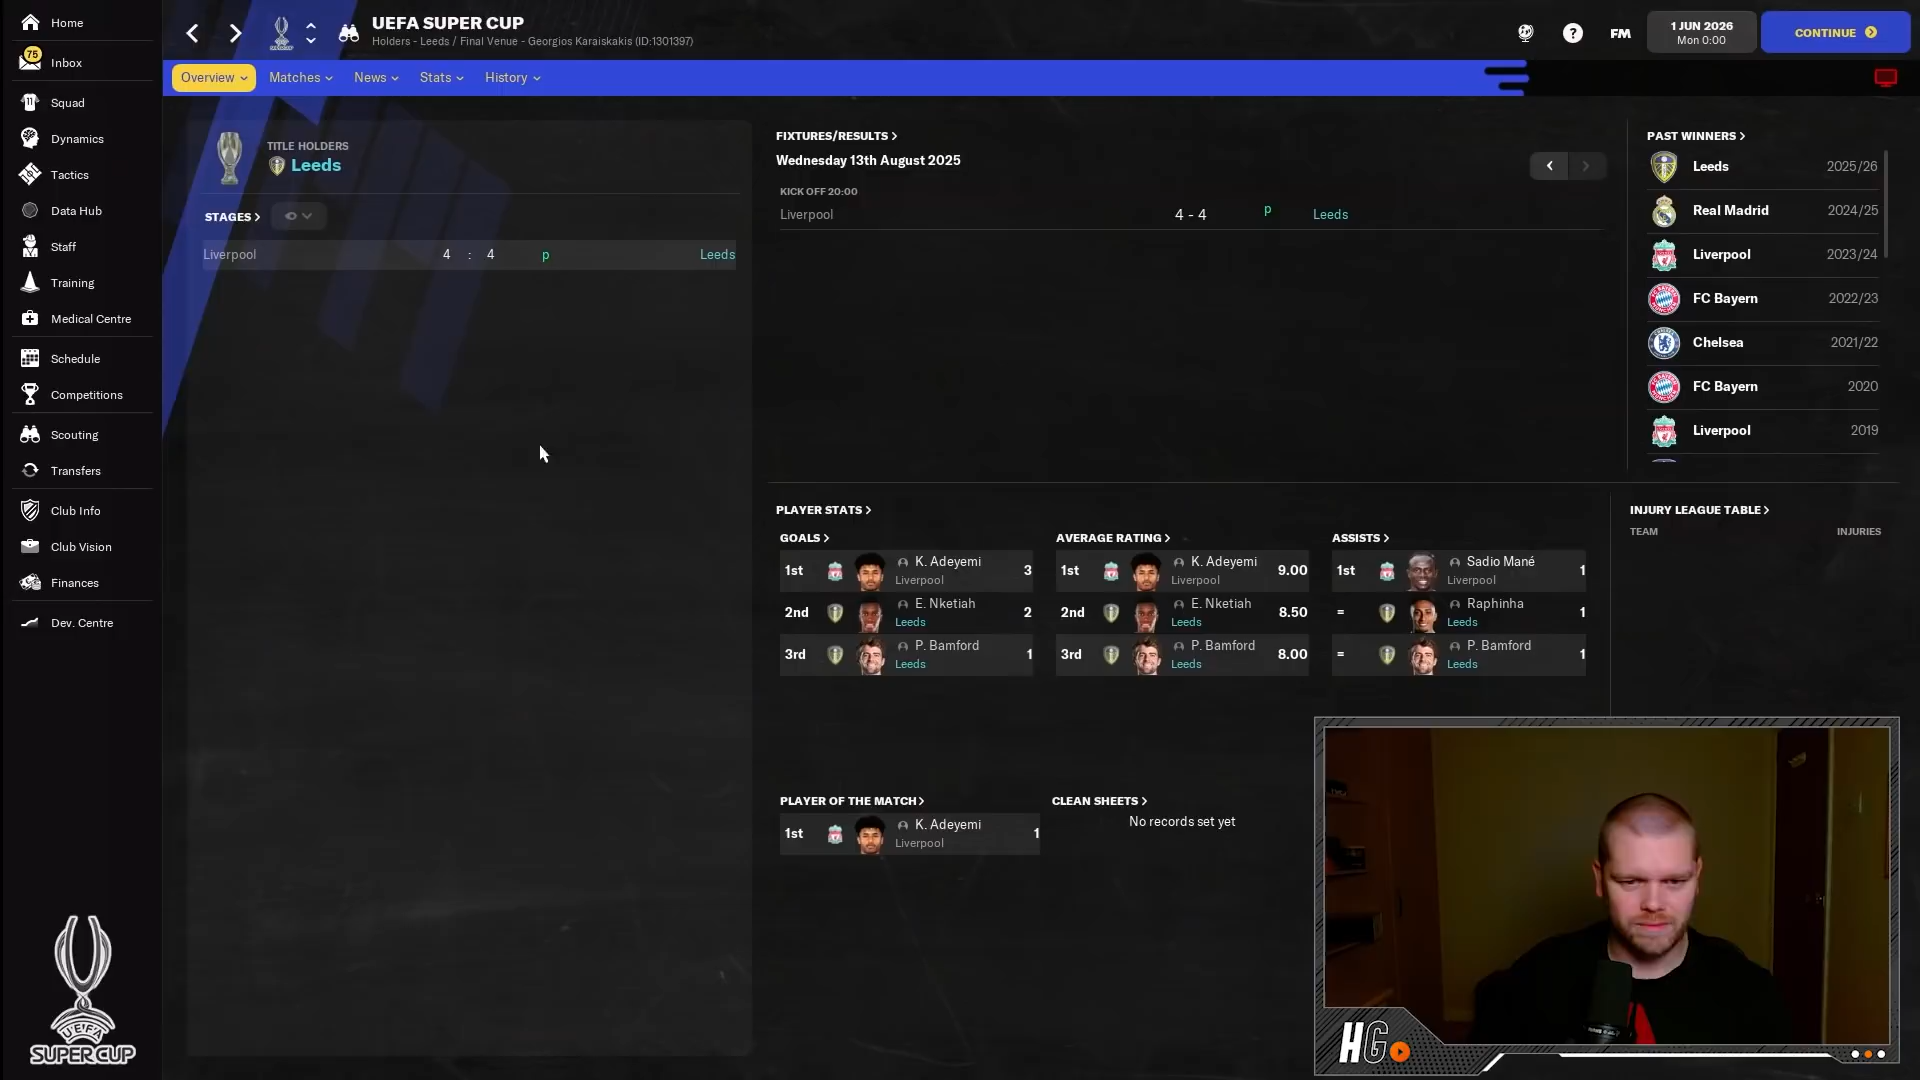 Home
75
Inbox
Squad
Dynamics
Tactics
Data Hub
Staff
Training
Medical Centre
Schedule
Competitions
Scouting
Transfers
Club Info
Club Vision
Finances
Dev. Centre
UEFA
SUPER CUP
UEFA SUPER CUP
Holders - Leeds / Final Venue - Georgios Karaiskakis (ID:1301397)
?
FM
1 JUN 2026
Mon 0:00
CONTINUE
Overview
Matches
News
Stats
History
TITLE HOLDERS
Leeds
STAGES
Liverpool 4 : 4 p Leeds
FIXTURES/RESULTS
Wednesday 13th August 2025
KICK OFF 20:00
Liverpool 4 - 4 p Leeds
PAST WINNERS
Leeds 2025/26
Real Madrid 2024/25
Liverpool 2023/24
FC Bayern 2022/23
Chelsea 2021/22
FC Bayern 2020
Liverpool 2019
PLAYER STATS
GOALS
1st K. Adeyemi 3
Liverpool
2nd E. Nketiah 2
Leeds
3rd P. Bamford 1
Leeds
AVERAGE RATING
1st K. Adeyemi 9.00
Liverpool
2nd E. Nketiah 8.50
Leeds
3rd P. Bamford 8.00
Leeds
ASSISTS
1st Sadio Mané 1
Liverpool
= Raphinha 1
Leeds
= P. Bamford 1
Leeds
INJURY LEAGUE TABLE
TEAM INJURIES
PLAYER OF THE MATCH
1st K. Adeyemi 1
Liverpool
CLEAN SHEETS
No records set yet
HG